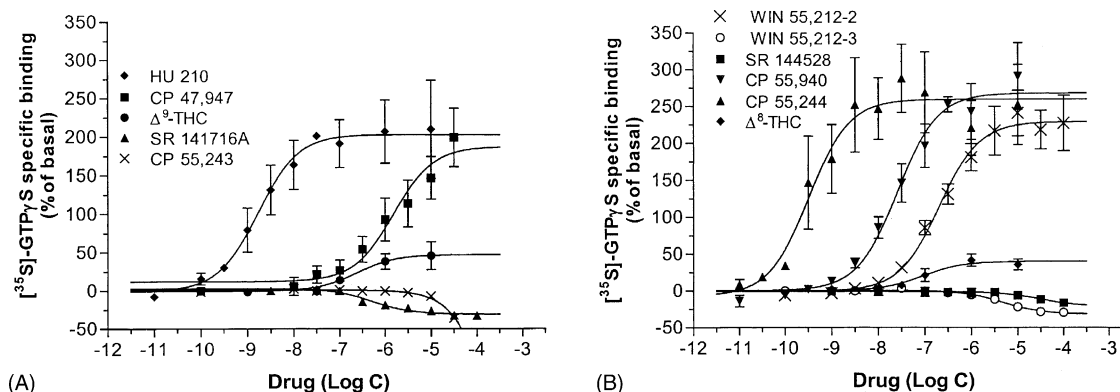 [³⁵S]-GTPγS specific binding
(% of basal)
350
300
250
200
150
100
50
0
-50
HU 210
CP 47,947
Δ⁹-THC
SR 141716A
CP 55,243
-12 -11 -10 -9 -8 -7 -6 -5 -4 -3
Drug (Log C)
(A)
[³⁵S]-GTPγS specific binding
(% of basal)
350
300
250
200
150
100
50
0
-50
WIN 55,212-2
WIN 55,212-3
SR 144528
CP 55,940
CP 55,244
Δ⁸-THC
-12 -11 -10 -9 -8 -7 -6 -5 -4 -3
Drug (Log C)
(B)